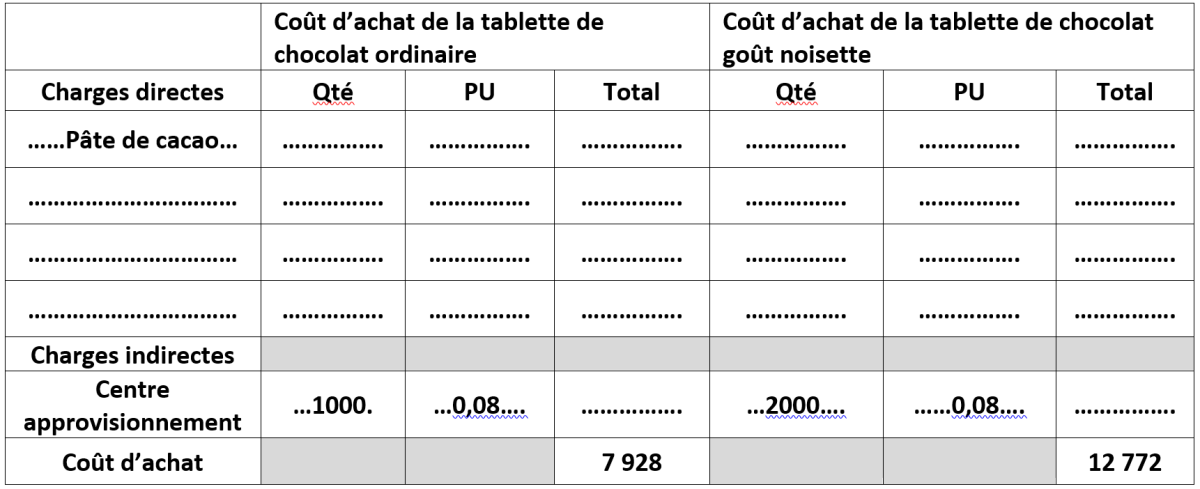 Coût d’achat de la tablette de
chocolat ordinaire
Coût d’achat de la tablette de chocolat
goût noisette
Charges directes Qté PU Total Qté PU Total
……Pâte de cacao… ……………. ……………. ……………. ……………. ……………. …………….
……………………………… ……………. ……………. ……………. ……………. ……………. …………….
……………………………… ……………. ……………. ……………. ……………. ……………. …………….
……………………………… ……………. ……………. ……………. ……………. ……………. …………….
Charges indirectes
Centre
approvisionnement …1000. …0,08…. ……………. …2000…. ……0,08…. …………….
Coût d’achat 7 928 12 772